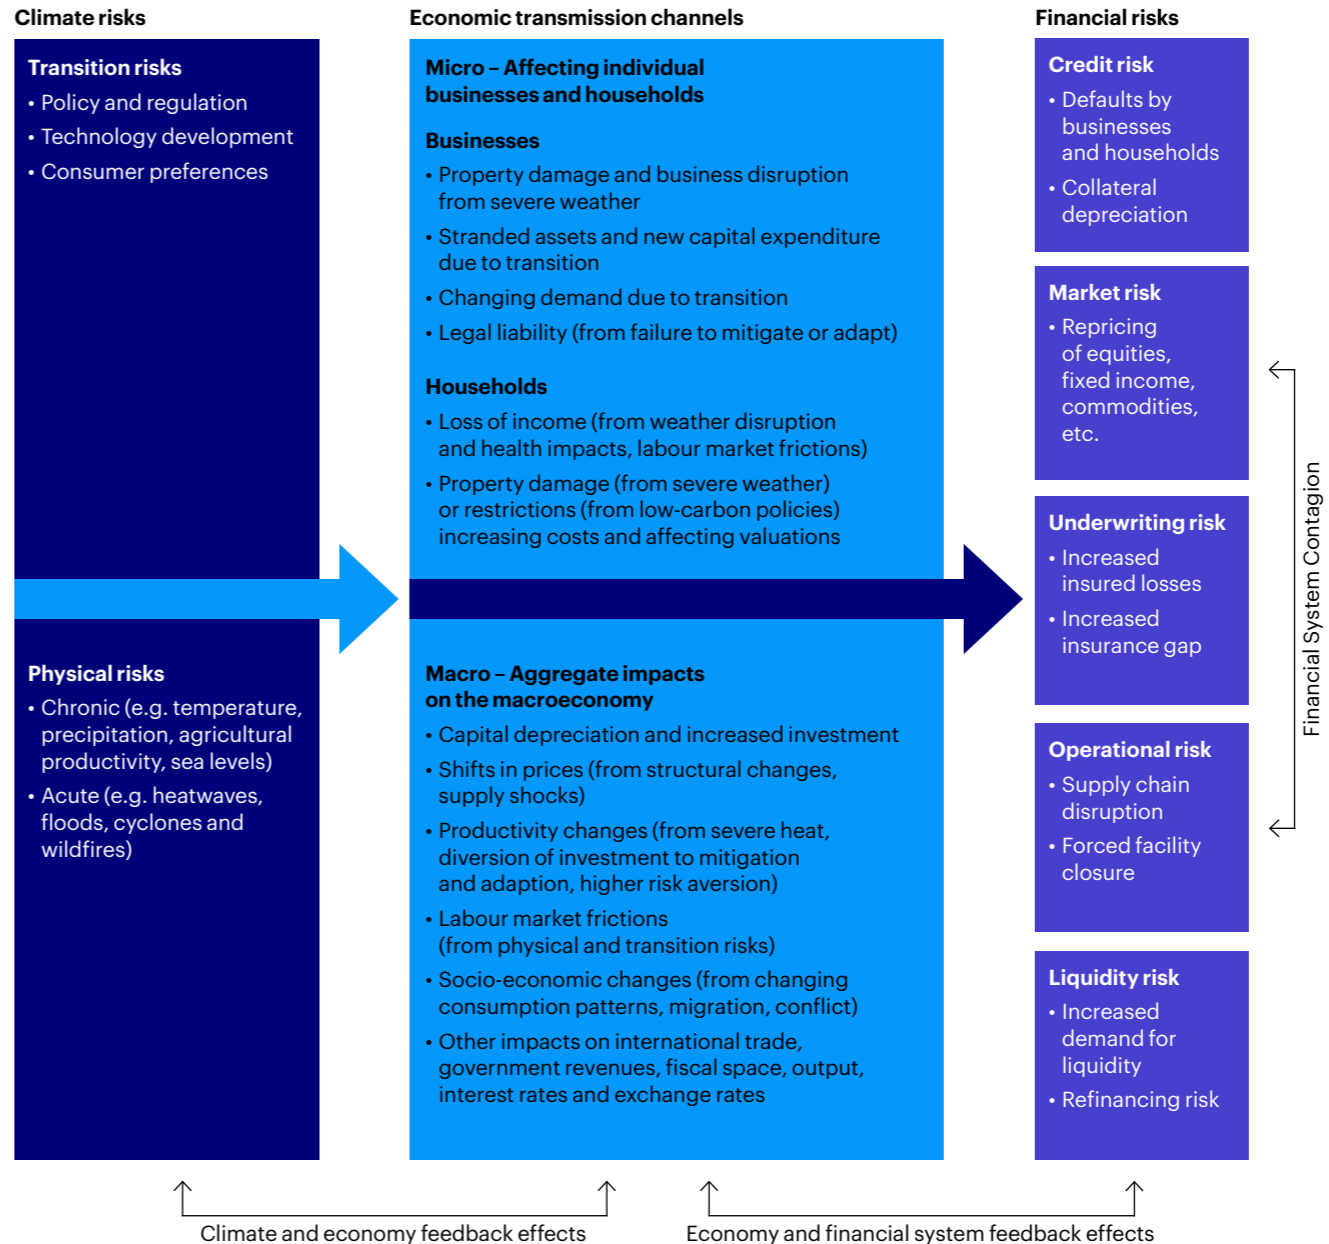 Climate risks
Transition risks
• Policy and regulation
• Technology development
• Consumer preferences
Physical risks
• Chronic (e.g. temperature,
precipitation, agricultural
productivity, sea levels)
• Acute (e.g. heatwaves,
floods, cyclones and
wildfires)
Economic transmission channels
Micro – Affecting individual
businesses and households
Businesses
• Property damage and business disruption
from severe weather
• Stranded assets and new capital expenditure
due to transition
• Changing demand due to transition
• Legal liability (from failure to mitigate or adapt)
Households
• Loss of income (from weather disruption
and health impacts, labour market frictions)
• Property damage (from severe weather)
or restrictions (from low-carbon policies)
increasing costs and affecting valuations
Macro – Aggregate impacts
on the macroeconomy
• Capital depreciation and increased investment
• Shifts in prices (from structural changes,
supply shocks)
• Productivity changes (from severe heat,
diversion of investment to mitigation
and adaption, higher risk aversion)
• Labour market frictions
(from physical and transition risks)
• Socio-economic changes (from changing
consumption patterns, migration, conflict)
• Other impacts on international trade,
government revenues, fiscal space, output,
interest rates and exchange rates
Financial risks
Credit risk
• Defaults by
businesses
and households
• Collateral
depreciation
Market risk
• Repricing
of equities,
fixed income,
commodities,
etc.
Underwriting risk
• Increased
insured losses
• Increased
insurance gap
Operational risk
• Supply chain
disruption
• Forced facility
closure
Liquidity risk
• Increased
demand for
liquidity
• Refinancing risk
Financial System Contagion
Climate and economy feedback effects
Economy and financial system feedback effects